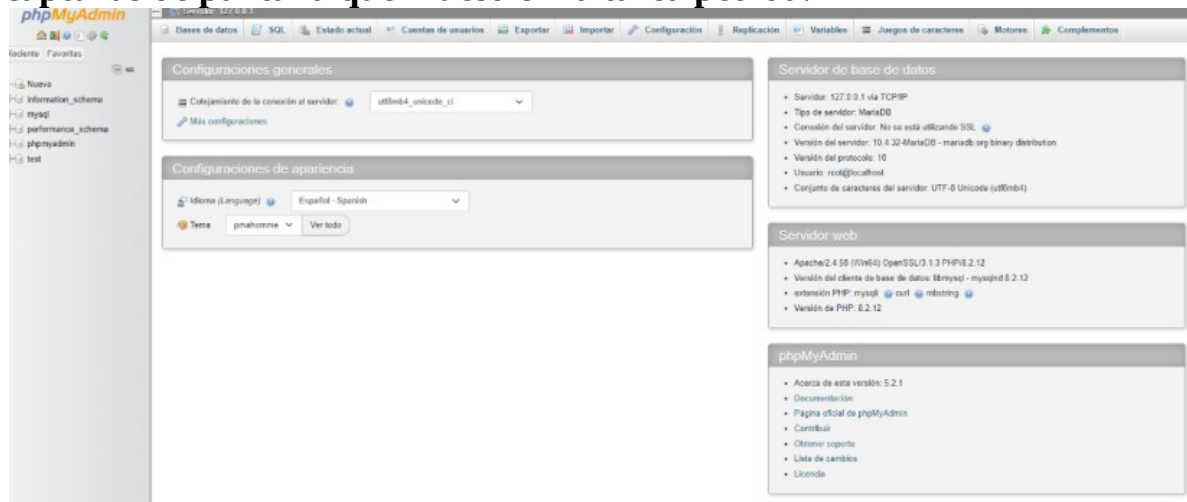 phpMyAdmin
Reciente Favoritas
Nueva
information_schema
mysql
performance_schema
phpmyadmin
test
Servidor: 127.0.0.1
Bases de datos SQL Estado actual Cuentas de usuarios Exportar Importar Configuración Replicación Variables Juegos de caracteres Motores Complementos
Configuraciones generales
Cotejamiento de la conexión al servidor: utf8mb4_unicode_ci
Más configuraciones
Configuraciones de apariencia
Idioma (Language) Español - Spanish
Tema pmahomme Ver todo
Servidor de base de datos
• Servidor: 127.0.0.1 via TCP/IP
• Tipo de servidor: MariaDB
• Conexión del servidor: No se está utilizando SSL
• Versión del servidor: 10.4.32-MariaDB - mariadb.org binary distribution
• Versión del protocolo: 10
• Usuario: root@localhost
• Conjunto de caracteres del servidor: UTF-8 Unicode (utf8mb4)
Servidor web
• Apache/2.4.58 (Win64) OpenSSL/3.1.3 PHP/8.2.12
• Versión del cliente de base de datos: libmysql - mysqlnd 8.2.12
• extensión PHP: mysqli curl mbstring
• Versión de PHP: 8.2.12
phpMyAdmin
• Acerca de esta versión: 5.2.1
• Documentación
• Página oficial de phpMyAdmin
• Contribuir
• Obtener soporte
• Lista de cambios
• Licencia